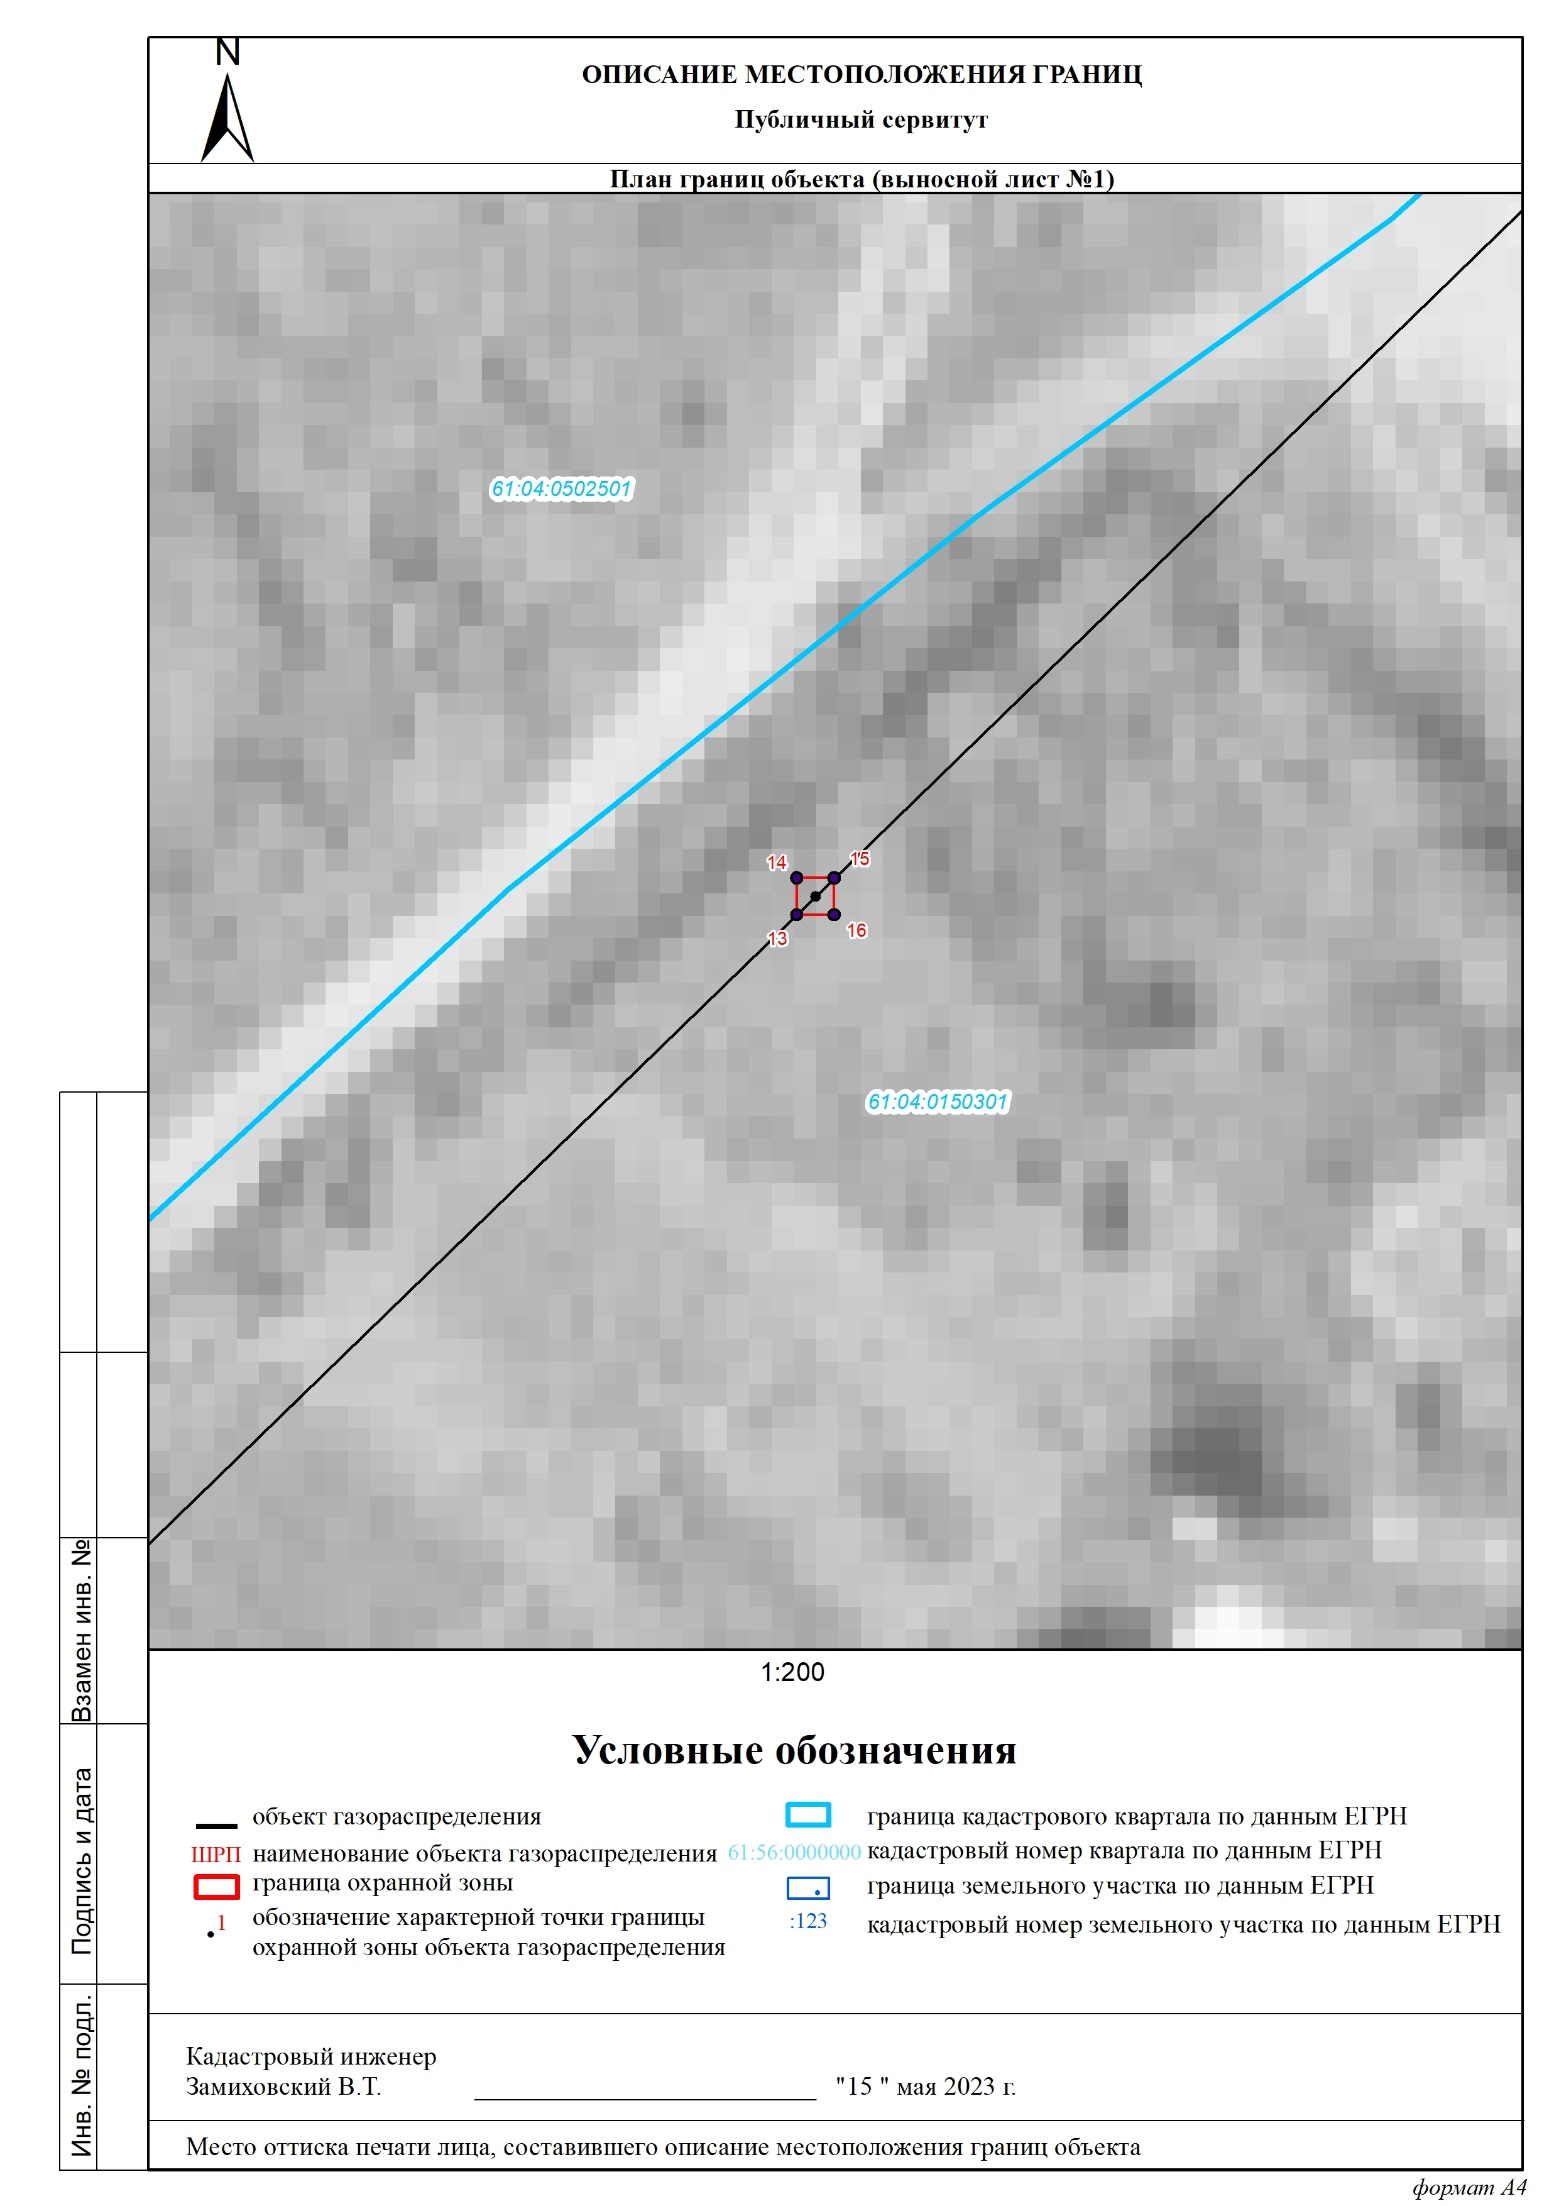 N
ОПИСАНИЕ МЕСТОПОЛОЖЕНИЯ ГРАНИЦ
Публичный сервитут
План границ объекта (выносной лист №1)
61:04:0502501
14
15
13
16
61:04:0150301
1:200
Условные обозначения
объект газораспределения
ШРП наименование объекта газораспределения
граница охранной зоны
1 обозначение характерной точки границы
охранной зоны объекта газораспределения
граница кадастрового квартала по данным ЕГРН
61:56:0000000 кадастровый номер квартала по данным ЕГРН
граница земельного участка по данным ЕГРН
:123 кадастровый номер земельного участка по данным ЕГРН
Кадастровый инженер
Замиховский В.Т. "15 " мая 2023 г.
Место оттиска печати лица, составившего описание местоположения границ объекта
Взамен инв. №
Подпись и дата
Инв. № подл.
формат А4